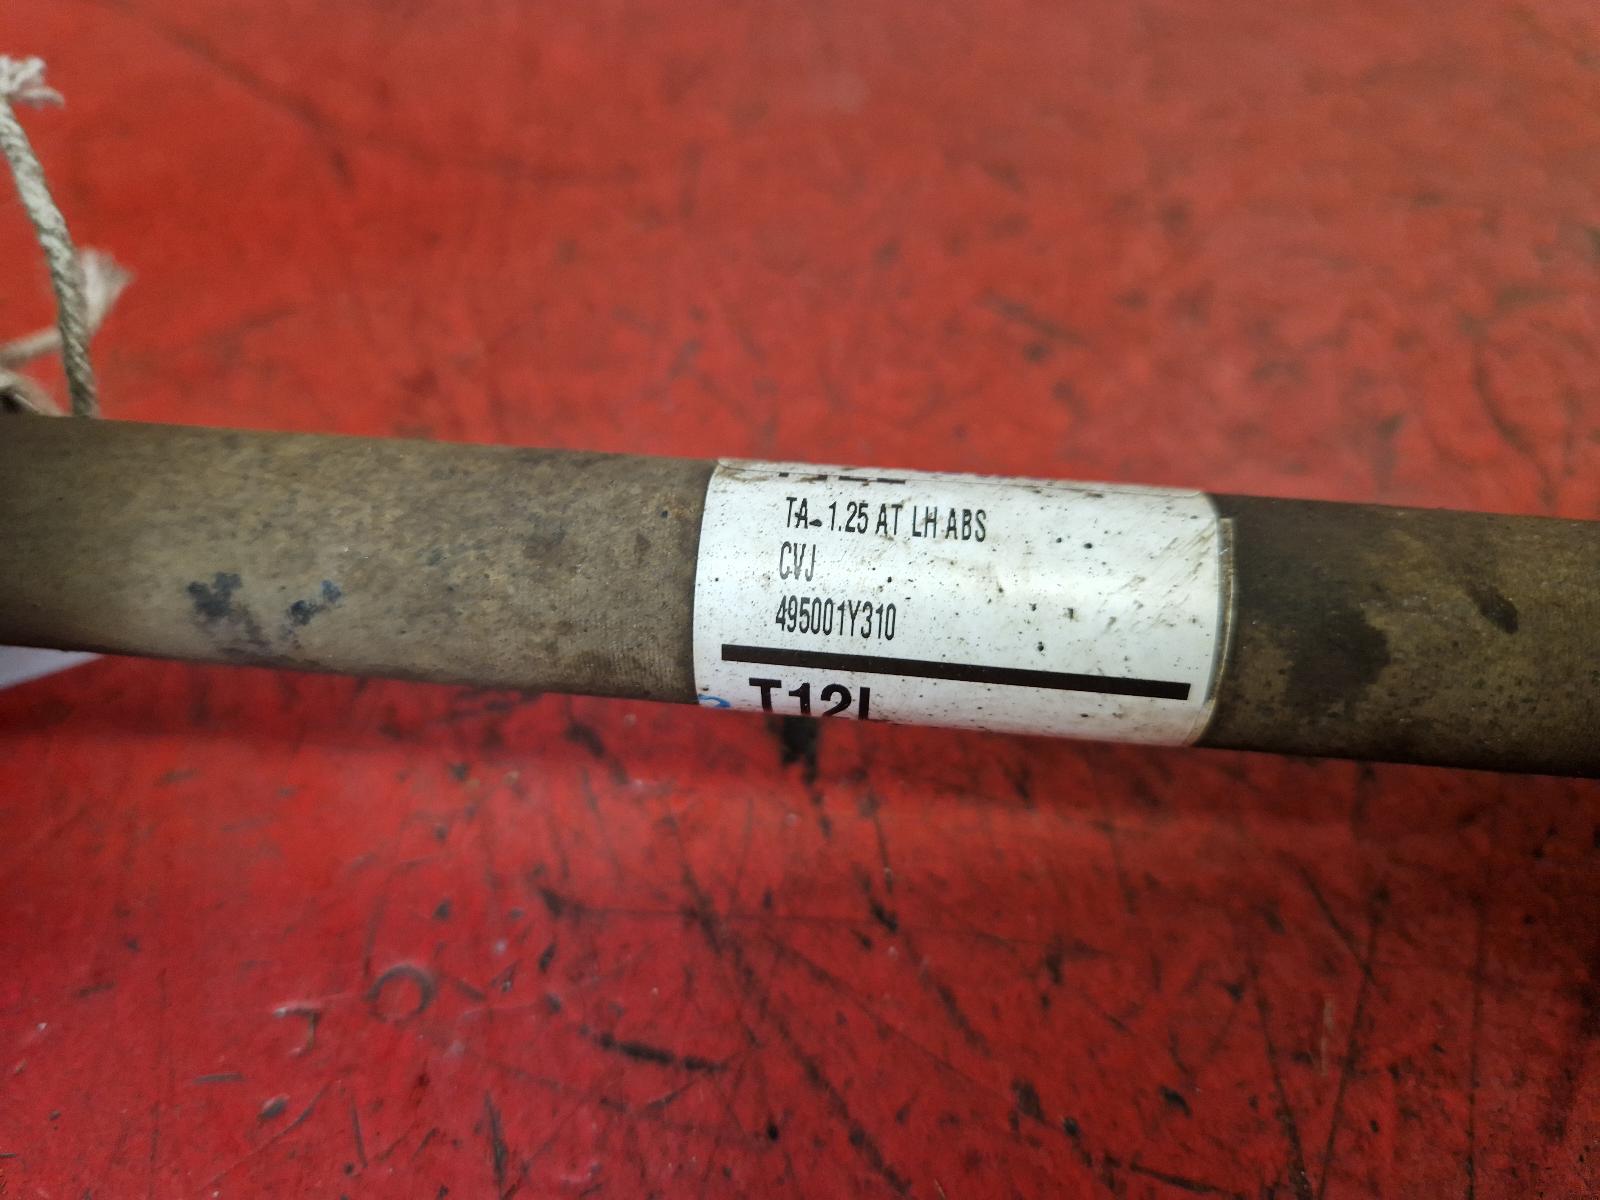 TA- 1.25 AT LH ABS
CVJ
495001Y310
T12L